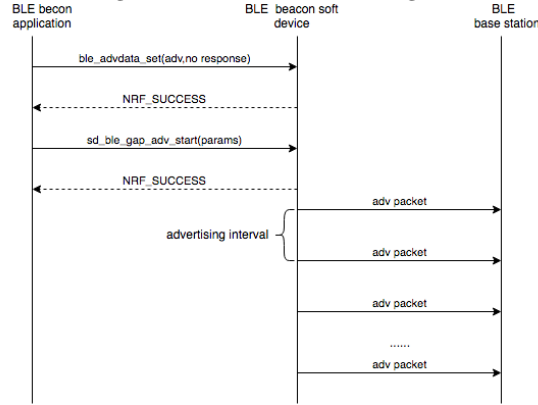 BLE becon
application
BLE beacon soft
device
BLE
base station
ble_advdata_set(adv,no response)
NRF_SUCCESS
sd_ble_gap_adv_start(params)
NRF_SUCCESS
adv packet
advertising interval
adv packet
adv packet
......
adv packet